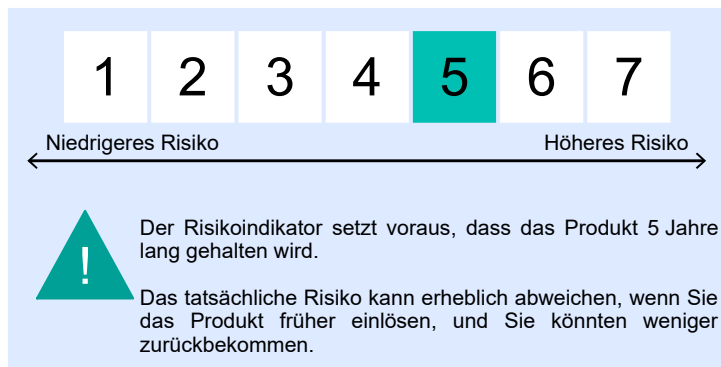 1 2 3 4 5 6 7
Niedrigeres Risiko Höheres Risiko
!
Der Risikoindikator setzt voraus, dass das Produkt 5 Jahre
lang gehalten wird.
Das tatsächliche Risiko kann erheblich abweichen, wenn Sie
das Produkt früher einlösen, und Sie könnten weniger
zurückbekommen.